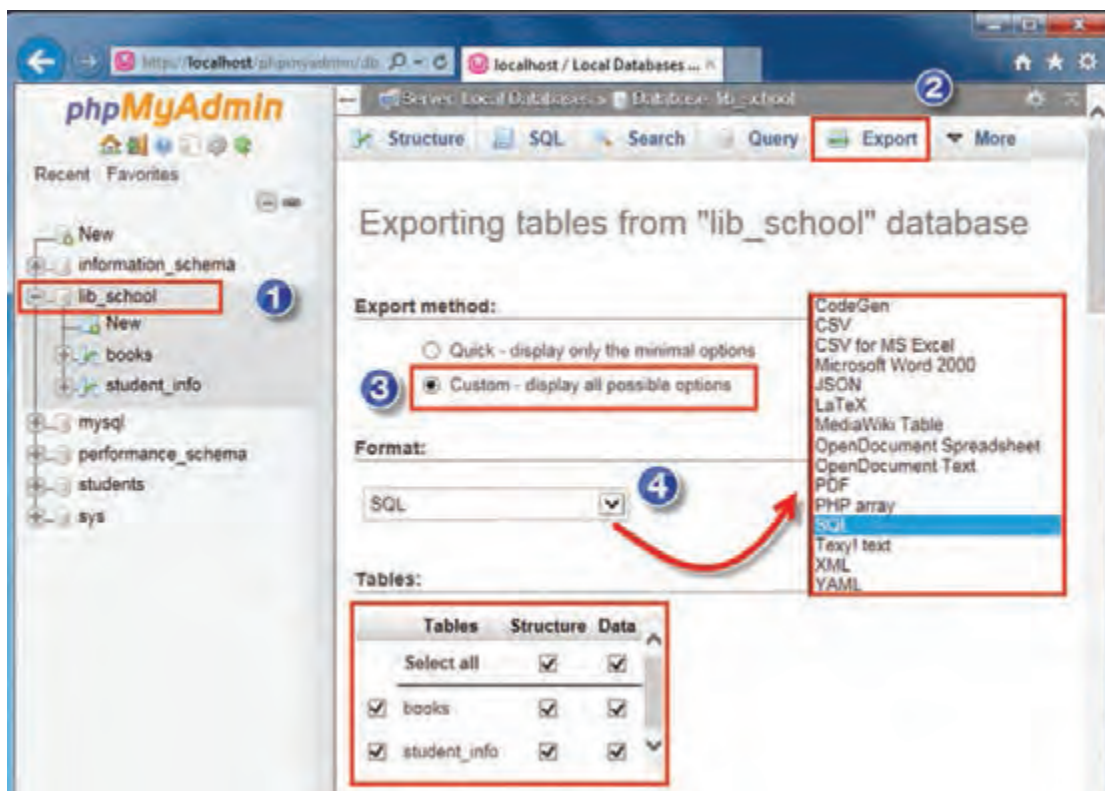 http://localhost/phpmyadmin/db
localhost / Local Databases ...
phpMyAdmin
Recent Favorites
New
information_schema
lib_school
New
books
student_info
mysql
performance_schema
students
sys
1
Server: Local Databases » Database: lib_school
2
Structure SQL Search Query Export More
Exporting tables from "lib_school" database
Export method:
Quick - display only the minimal options
3 Custom - display all possible options
Format:
SQL
4
CodeGen
CSV
CSV for MS Excel
Microsoft Word 2000
JSON
LaTeX
MediaWiki Table
OpenDocument Spreadsheet
OpenDocument Text
PDF
PHP array
SQL
Texy! text
XML
YAML
Tables:
Tables Structure Data
Select all
books
student_info